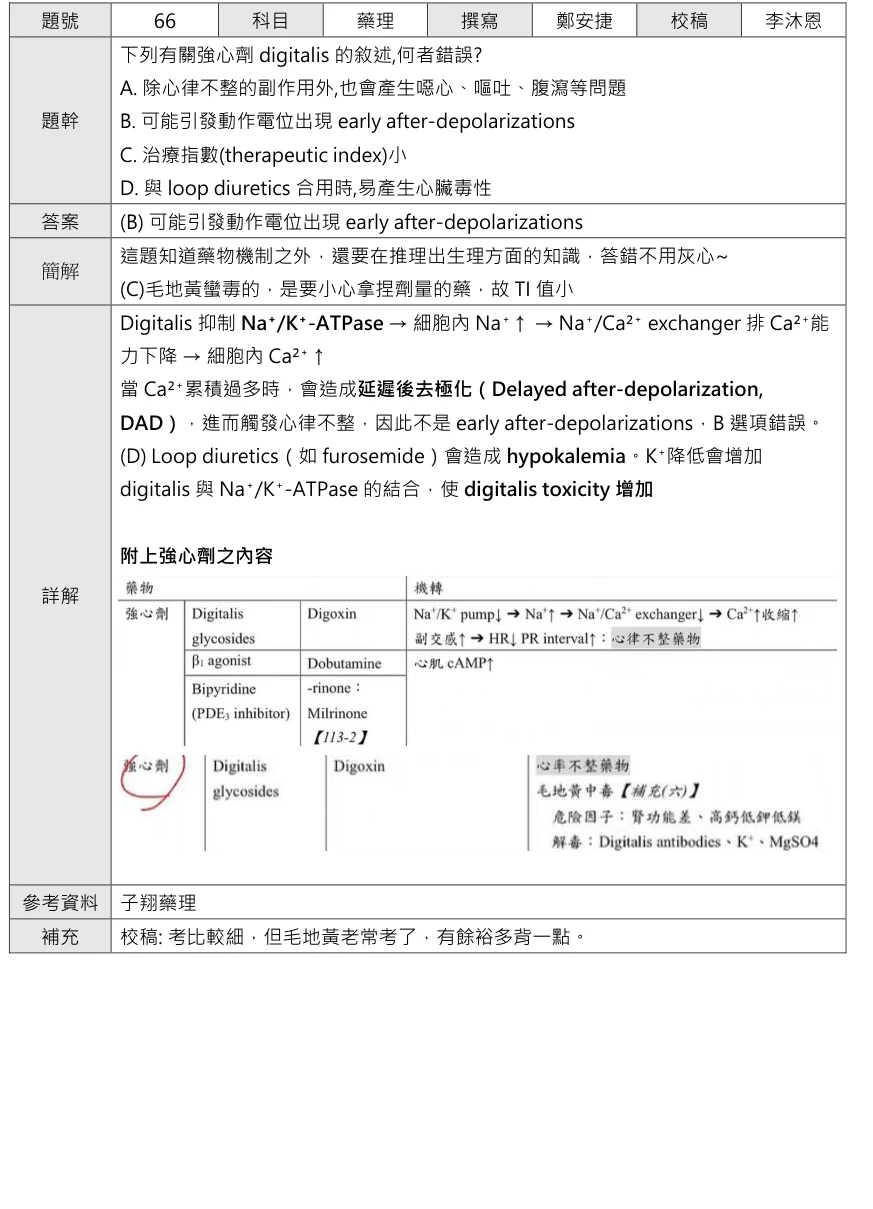 題號 66 科目 藥理 撰寫 鄭安捷 校稿 李沐恩
題幹
下列有關強心劑 digitalis 的敘述,何者錯誤?
A. 除心律不整的副作用外,也會產生噁心、嘔吐、腹瀉等問題
B. 可能引發動作電位出現 early after-depolarizations
C. 治療指數(therapeutic index)小
D. 與 loop diuretics 合用時,易產生心臟毒性
答案 (B) 可能引發動作電位出現 early after-depolarizations
簡解
這題知道藥物機制之外，還要在推理出生理方面的知識，答錯不用灰心~
(C)毛地黃蠻毒的，是要小心拿捏劑量的藥，故 TI 值小
詳解
Digitalis 抑制 Na⁺/K⁺-ATPase → 細胞內 Na⁺ ↑ → Na⁺/Ca²⁺ exchanger 排 Ca²⁺能
力下降 → 細胞內 Ca²⁺ ↑
當 Ca²⁺累積過多時，會造成延遲後去極化（Delayed after-depolarization,
DAD），進而觸發心律不整，因此不是 early after-depolarizations，B 選項錯誤。
(D) Loop diuretics（如 furosemide）會造成 hypokalemia。K⁺降低會增加
digitalis 與 Na⁺/K⁺-ATPase 的結合，使 digitalis toxicity 增加
附上強心劑之內容
藥物 機轉
強心劑 Digitalis Digoxin Na⁺/K⁺ pump↓ ➔ Na⁺↑ ➔ Na⁺/Ca²⁺ exchanger↓ ➔ Ca²⁺↑收縮↑
glycosides 副交感↑ ➔ HR↓ PR interval↑：心律不整藥物
β₁ agonist Dobutamine 心肌 cAMP↑
Bipyridine -rinone：
(PDE₃ inhibitor) Milrinone
【113-2】
強心劑 Digitalis Digoxin 心率不整藥物
glycosides 毛地黃中毒【補充(六)】
危險因子：腎功能差、高鈣低鉀低鎂
解毒：Digitalis antibodies、K⁺、MgSO4
參考資料 子翔藥理
補充 校稿: 考比較細，但毛地黃老常考了，有餘裕多背一點。